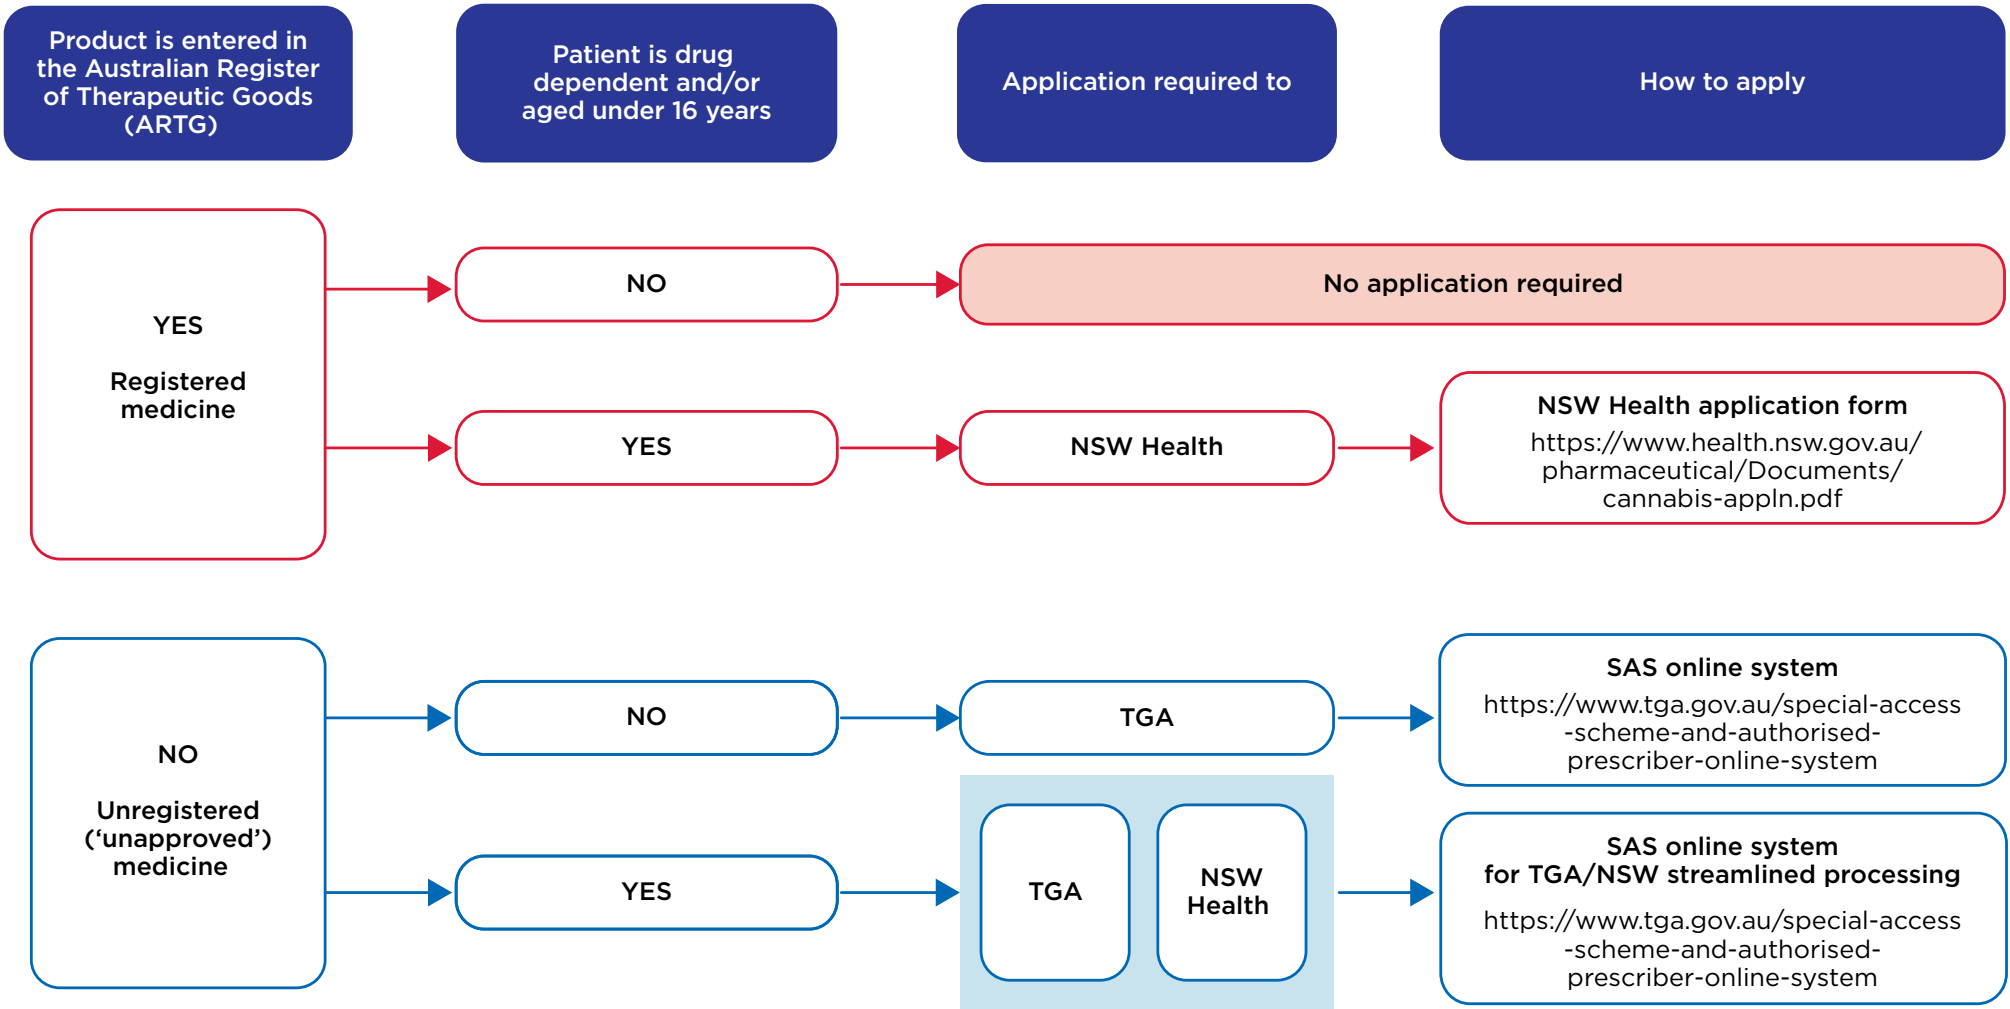 Product is entered in
the Australian Register
of Therapeutic Goods
(ARTG)
Patient is drug
dependent and/or
aged under 16 years
Application required to
How to apply
YES
Registered
medicine
NO
No application required
YES
NSW Health
NSW Health application form
https://www.health.nsw.gov.au/
pharmaceutical/Documents/
cannabis-appln.pdf
NO
Unregistered
(‘unapproved’)
medicine
NO
TGA
SAS online system
https://www.tga.gov.au/special-access
-scheme-and-authorised-
prescriber-online-system
YES
TGA
NSW
Health
SAS online system
for TGA/NSW streamlined processing
https://www.tga.gov.au/special-access
-scheme-and-authorised-
prescriber-online-system